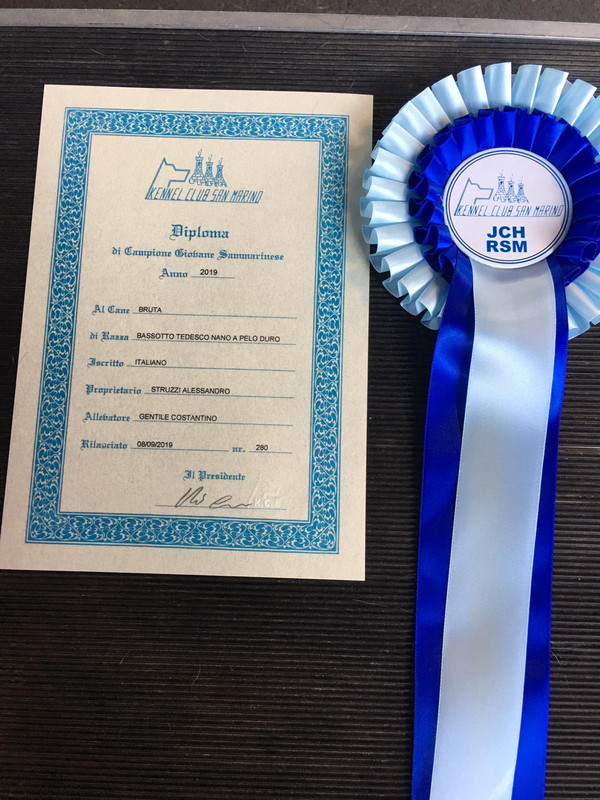 KENNEL CLUB SAN MARINO
Diploma
di Campione Giovane Sammarinese
Anno 2019
Al Cane BRUTA
di Razza BASSOTTO TEDESCO NANO A PELO DURO
Iscritto ITALIANO
Proprietario STRUZZI ALESSANDRO
Allevatore GENTILE COSTANTINO
Rilasciato 08/09/2019 nr. 280
Il Presidente
KENNEL CLUB SAN MARINO
JCH
RSM